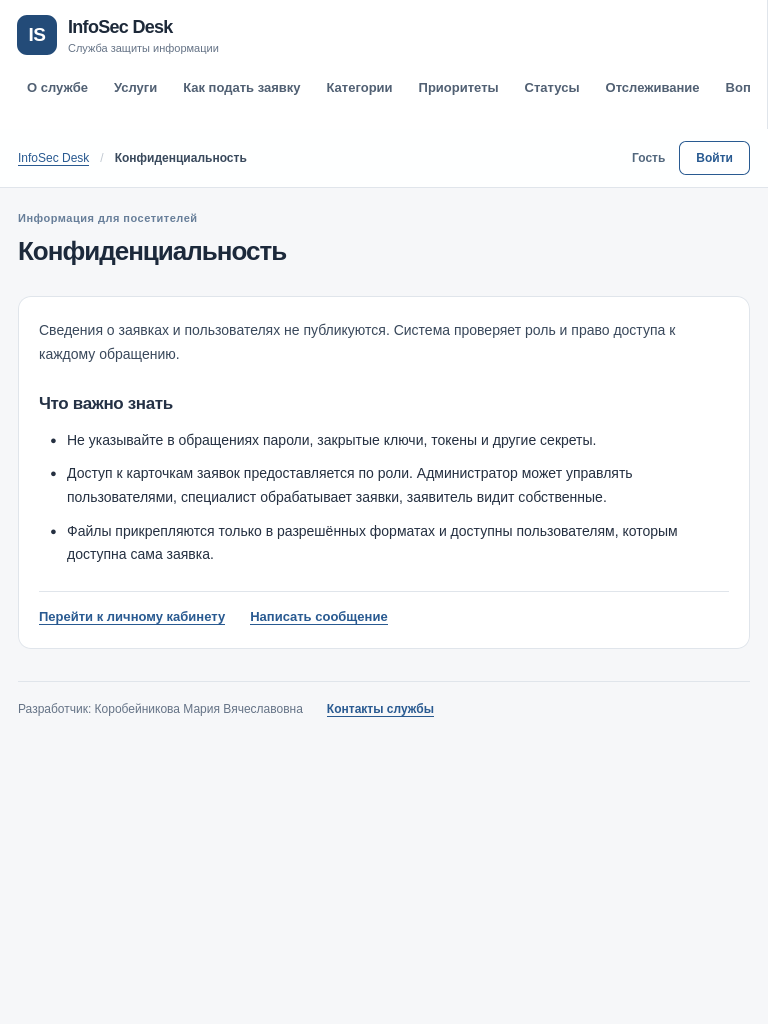 IS
InfoSec Desk
Служба защиты информации
О службе Услуги Как подать заявку Категории Приоритеты Статусы Отслеживание Воп
InfoSec Desk / Конфиденциальность Гость Войти
Информация для посетителей
Конфиденциальность
Сведения о заявках и пользователях не публикуются. Система проверяет роль и право доступа к
каждому обращению.
Что важно знать
• Не указывайте в обращениях пароли, закрытые ключи, токены и другие секреты.
• Доступ к карточкам заявок предоставляется по роли. Администратор может управлять
пользователями, специалист обрабатывает заявки, заявитель видит собственные.
• Файлы прикрепляются только в разрешённых форматах и доступны пользователям, которым
доступна сама заявка.
Перейти к личному кабинету Написать сообщение
Разработчик: Коробейникова Мария Вячеславовна Контакты службы